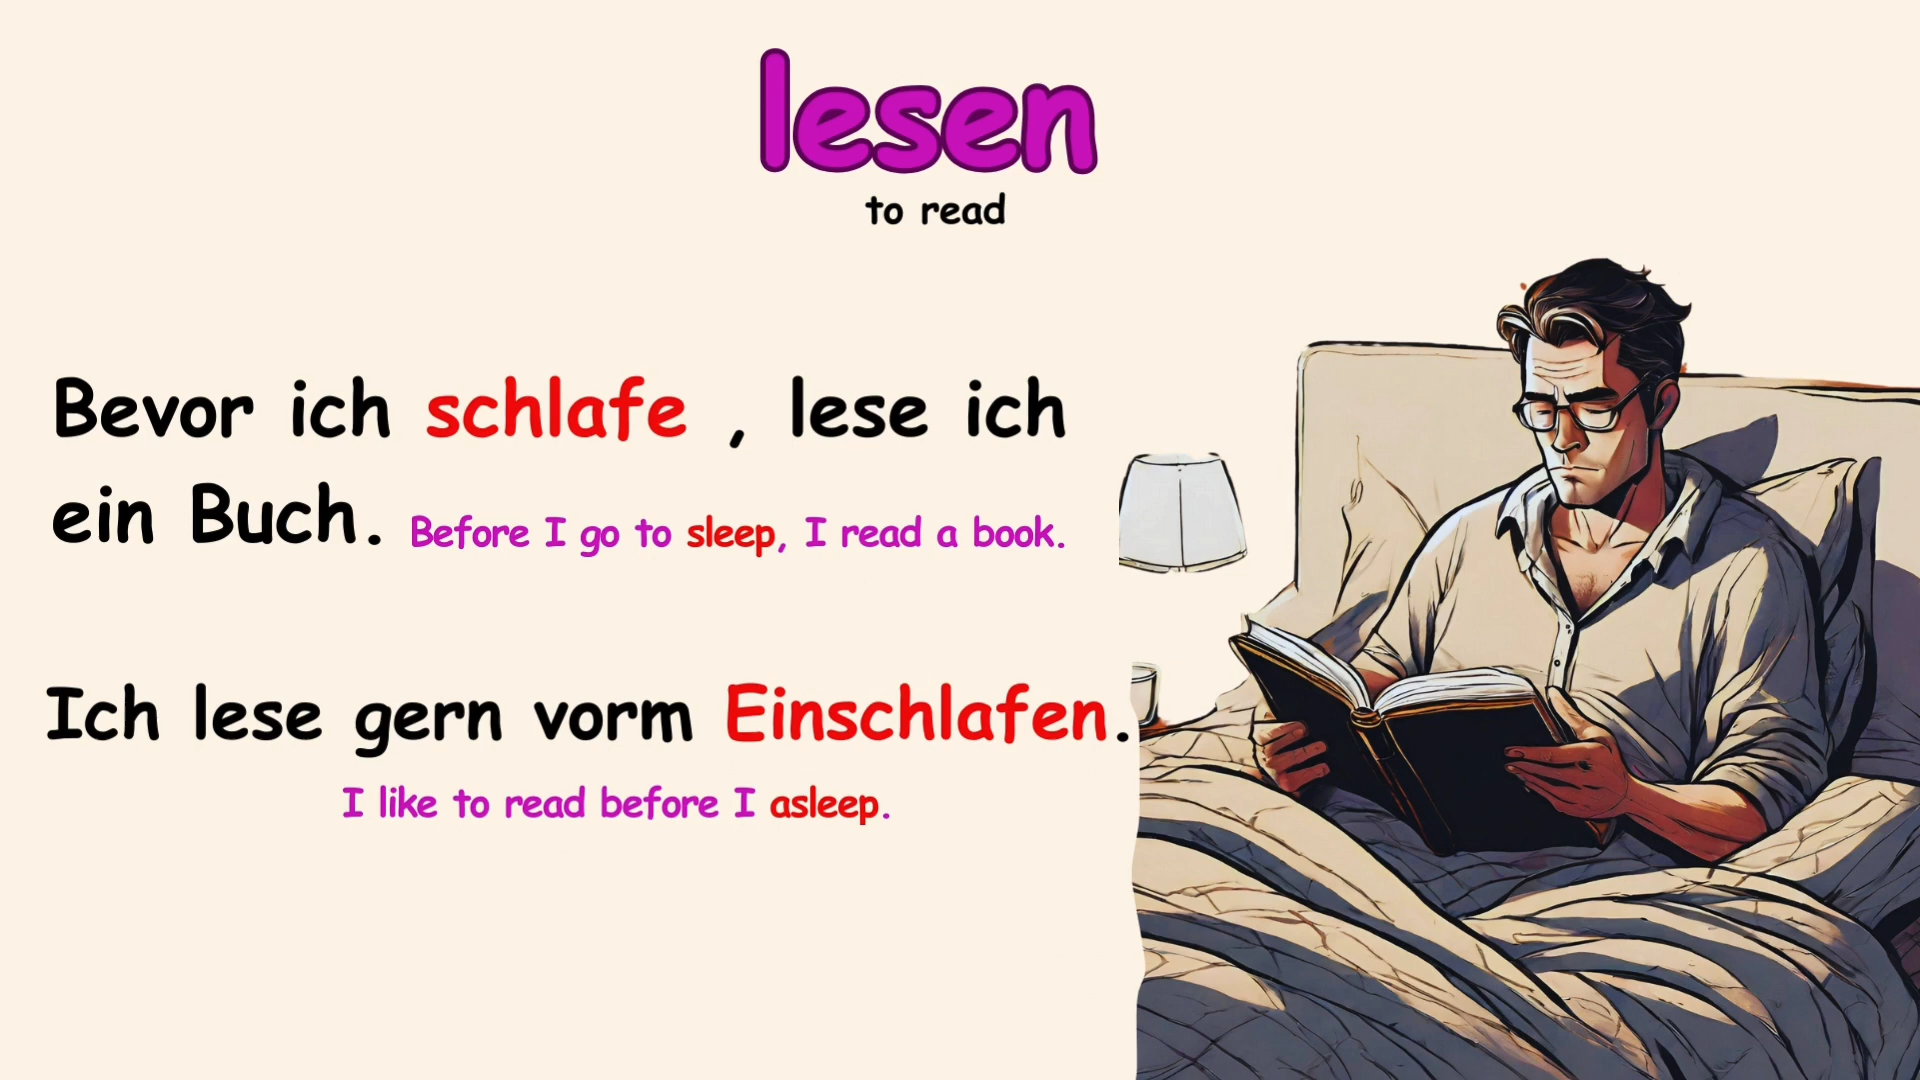 lesen
to read
Bevor ich schlafe , lese ich
ein Buch. Before I go to sleep, I read a book.
Ich lese gern vorm Einschlafen.
I like to read before I asleep.